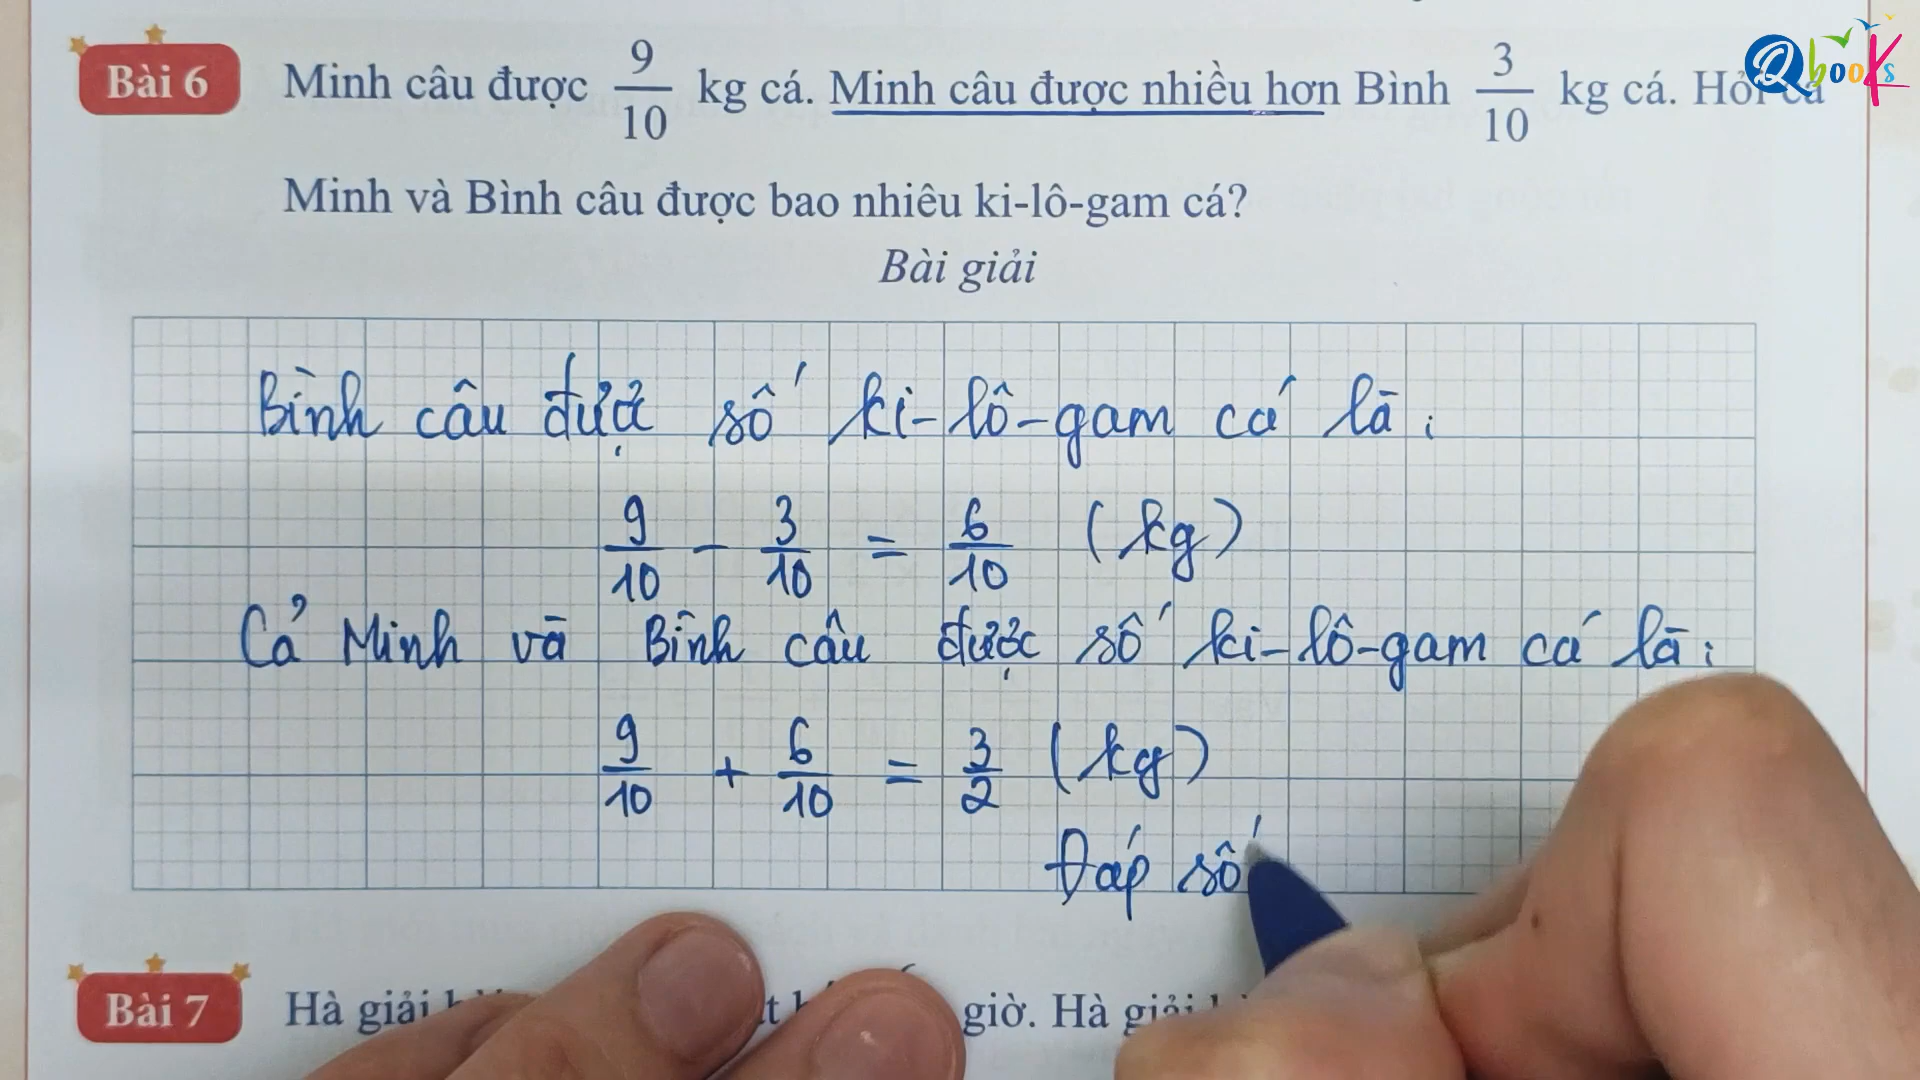 Qbooks
Bài 6 Minh câu được 9/10 kg cá. Minh câu được nhiều hơn Bình 3/10 kg cá. Hỏi cả
Minh và Bình câu được bao nhiêu ki-lô-gam cá?
Bài giải
Bình câu được số ki-lô-gam cá là:
9/10 - 3/10 = 6/10 (kg)
Cả Minh và Bình câu được số ki-lô-gam cá là:
9/10 + 6/10 = 3/2 (kg)
Đáp số
Bài 7 Hà giải giờ. Hà giải